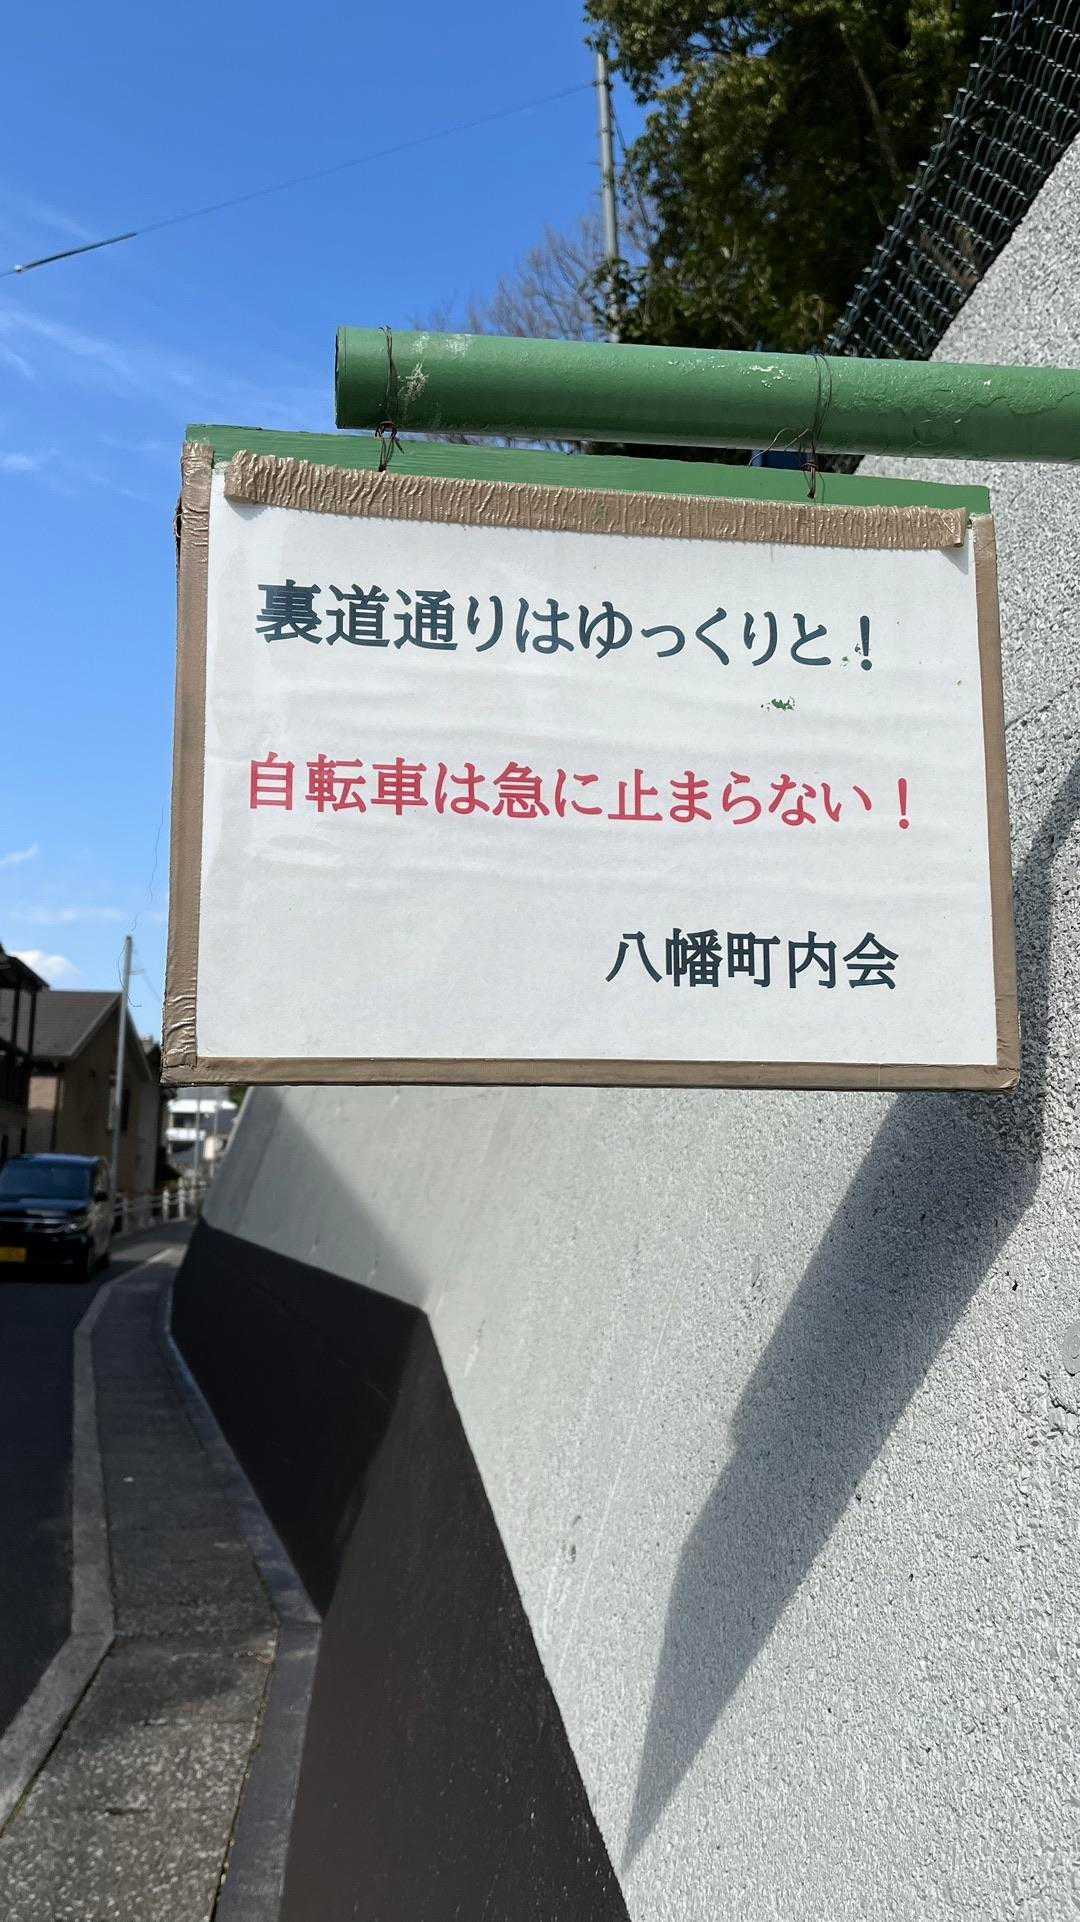 裏道通りはゆっくりと！
自転車は急に止まらない！
八幡町内会